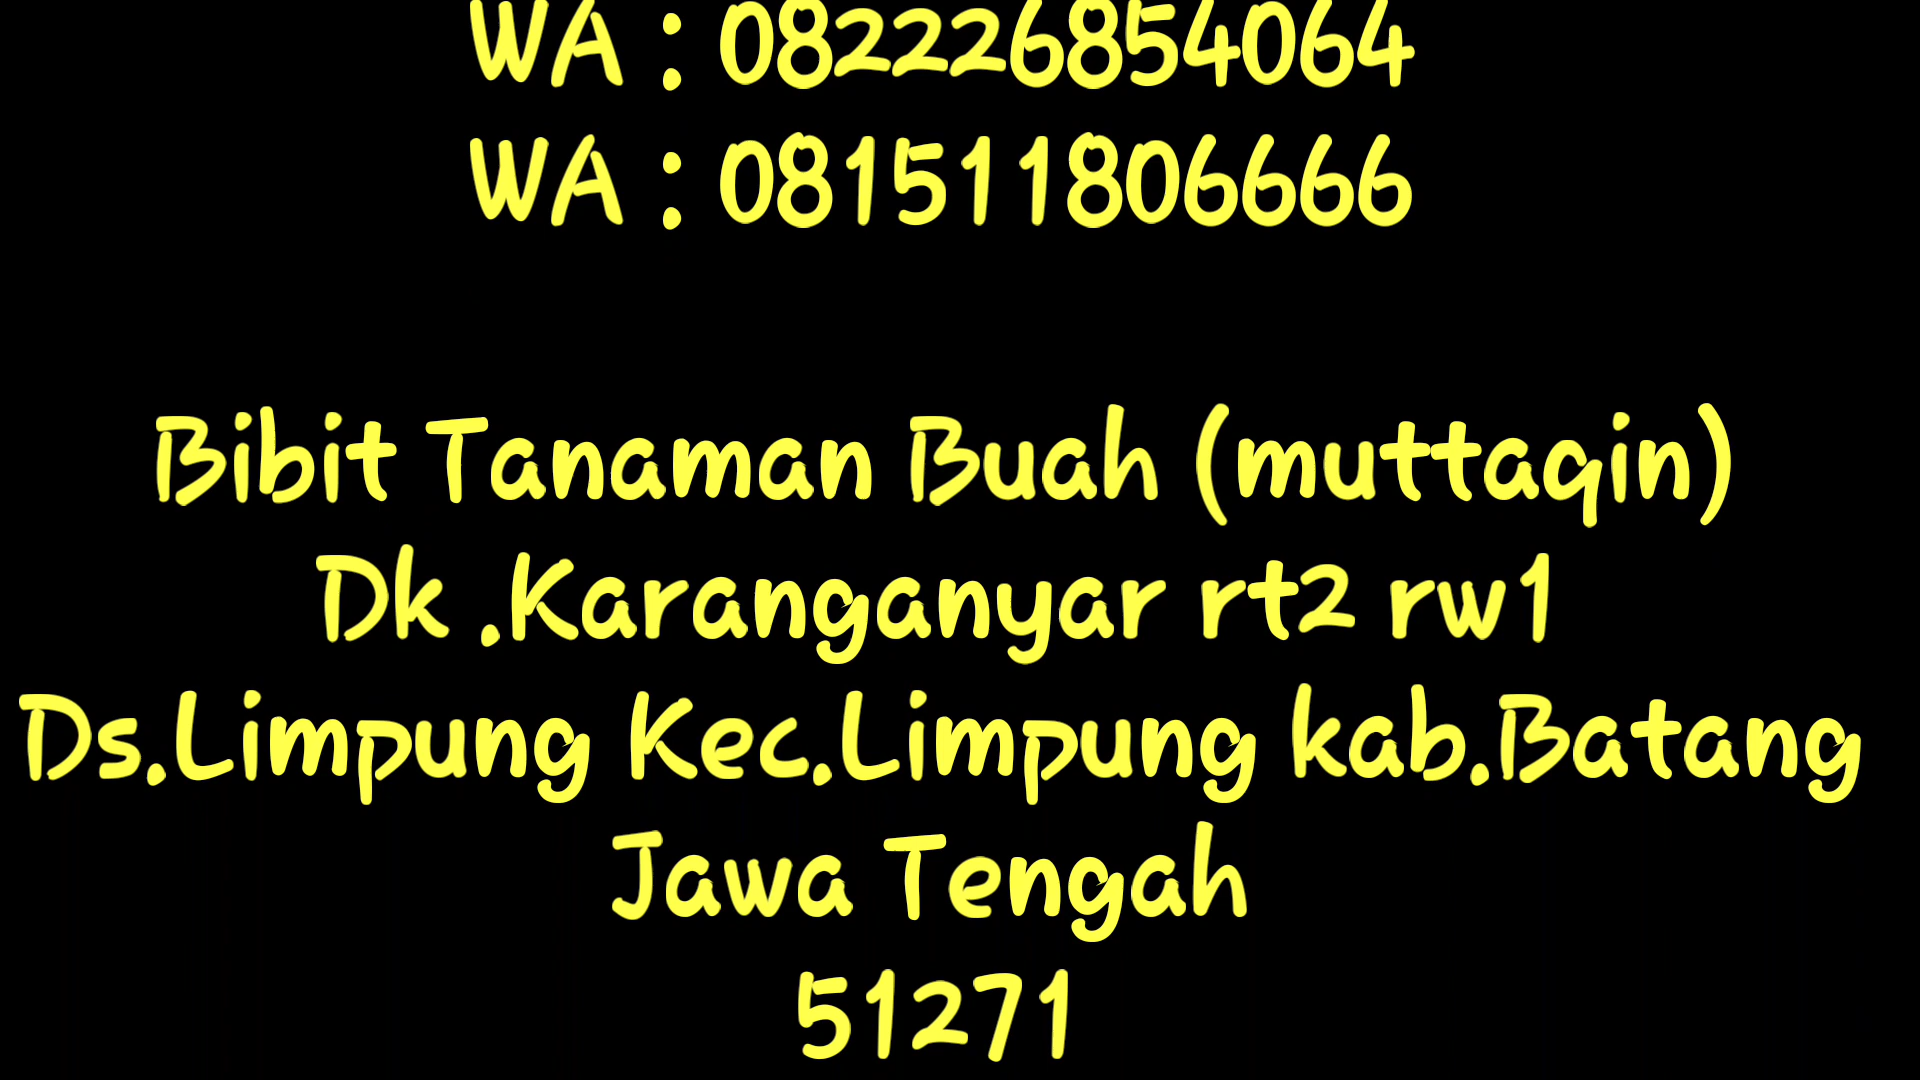 WA : 082226854064
WA : 081511806666
Bibit Tanaman Buah (muttaqin)
Dk .Karanganyar rt2 rw1
Ds.Limpung Kec.Limpung kab.Batang
Jawa Tengah
51271